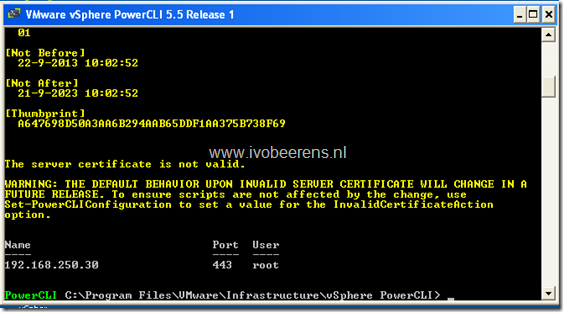 VMware vSphere PowerCLI 5.5 Release 1
01
[Not Before]
22-9-2013 10:02:52
[Not After]
21-9-2023 10:02:52
[Thumbprint]
A647698D50A3AA6B294AAB65DDF1AA375B738F69
www.ivobeerens.nl
The server certificate is not valid.
WARNING: THE DEFAULT BEHAVIOR UPON INVALID SERVER CERTIFICATE WILL CHANGE IN A
FUTURE RELEASE. To ensure scripts are not affected by the change, use
Set-PowerCLIConfiguration to set a value for the InvalidCertificateAction
option.
Name Port User
---- ---- ----
192.168.250.30 443 root
PowerCLI C:\Program Files\VMware\Infrastructure\vSphere PowerCLI> _